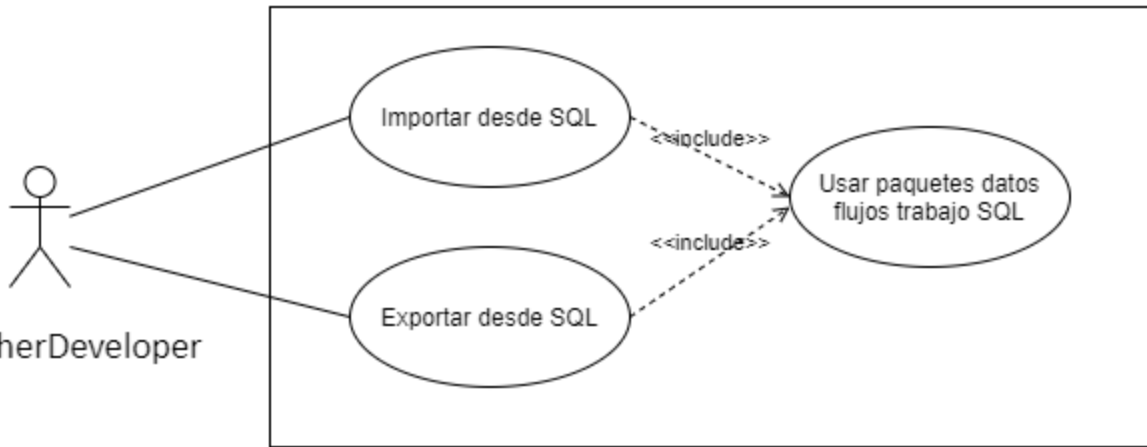 Importar desde SQL
<<include>>
Usar paquetes datos
flujos trabajo SQL
<<include>>
Exportar desde SQL
herDeveloper